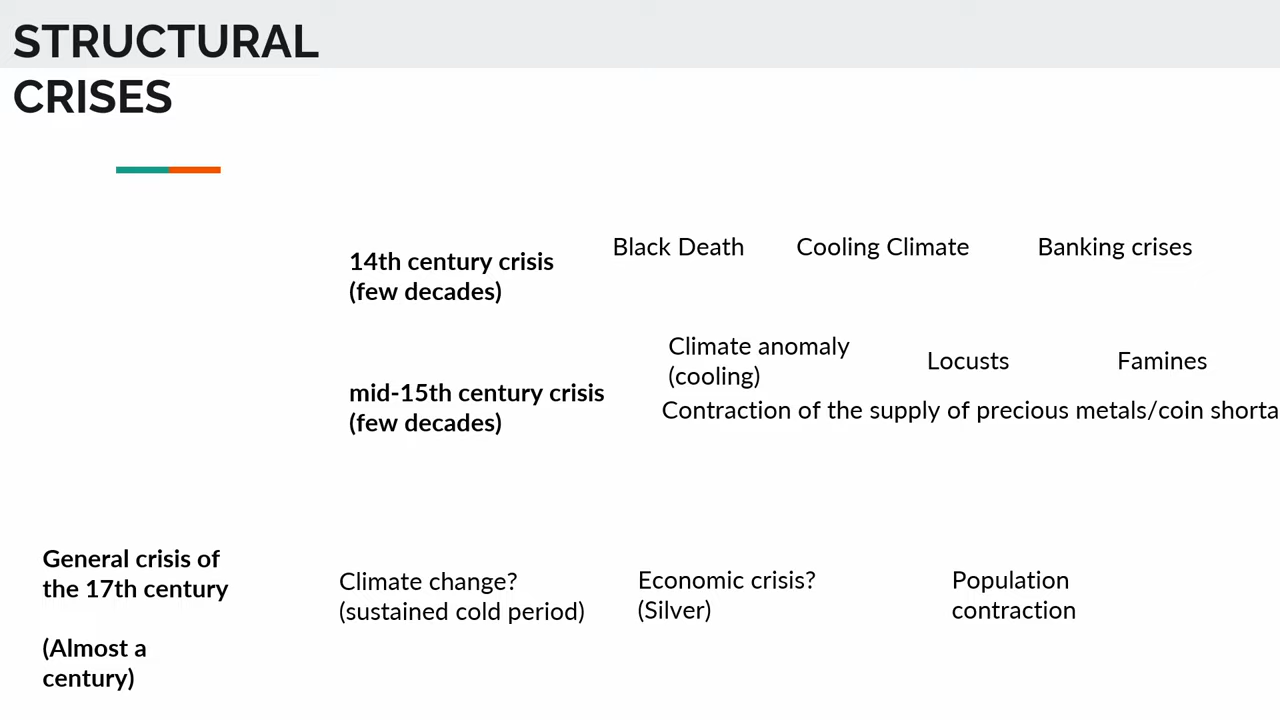 STRUCTURAL
CRISES
14th century crisis
(few decades)
Black Death
Cooling Climate
Banking crises
mid-15th century crisis
(few decades)
Climate anomaly
(cooling)
Locusts
Famines
Contraction of the supply of precious metals/coin shorta
General crisis of
the 17th century
(Almost a
century)
Climate change?
(sustained cold period)
Economic crisis?
(Silver)
Population
contraction